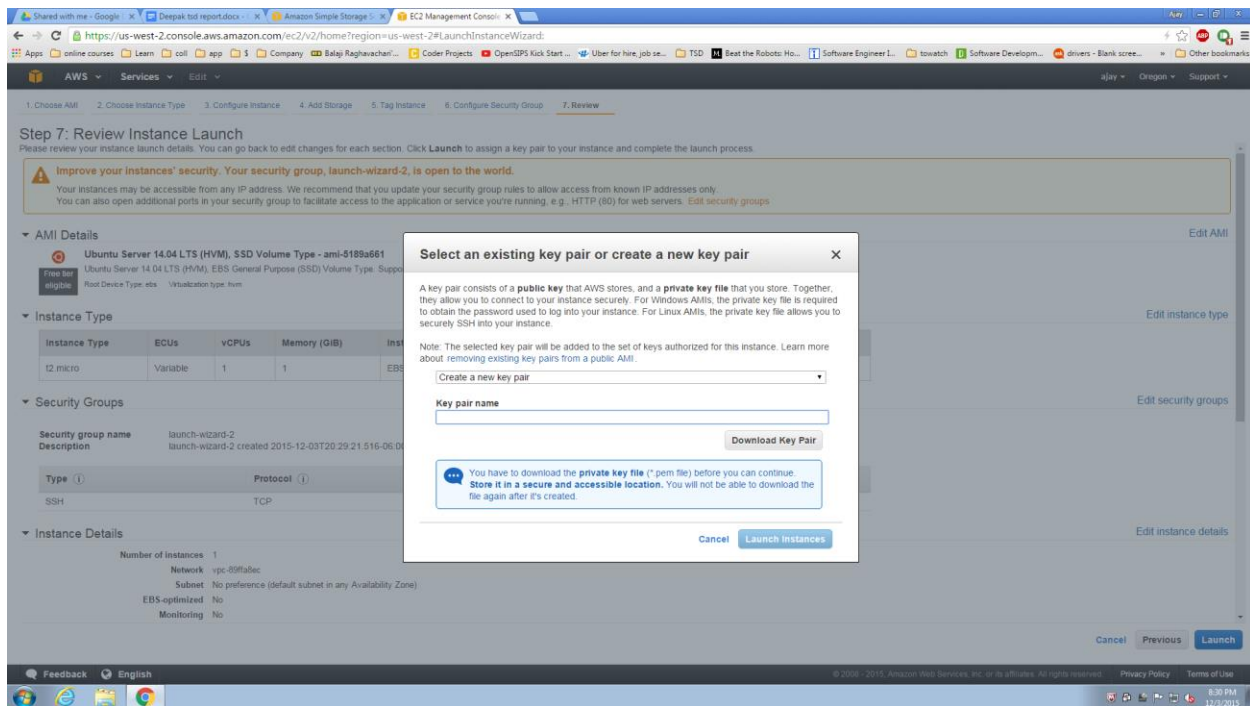 Shared with me - Google
Deepak tsd report.docx -
Amazon Simple Storage S
EC2 Management Console
Ajay
https://us-west-2.console.aws.amazon.com/ec2/v2/home?region=us-west-2#LaunchInstanceWizard:
Apps online courses Learn coll app $ Company Balaji Raghavachari'... Coder Projects OpenSIPS Kick Start ... Uber for hire, job se... TSD Beat the Robots: Ho... Software Engineer I... towatch Software Developm... drivers - Blank scree... » Other bookmarks
AWS Services Edit ajay Oregon Support
1. Choose AMI 2. Choose Instance Type 3. Configure Instance 4. Add Storage 5. Tag Instance 6. Configure Security Group 7. Review
Step 7: Review Instance Launch
Please review your instance launch details. You can go back to edit changes for each section. Click Launch to assign a key pair to your instance and complete the launch process.
Improve your instances' security. Your security group, launch-wizard-2, is open to the world.
Your instances may be accessible from any IP address. We recommend that you update your security group rules to allow access from known IP addresses only.
You can also open additional ports in your security group to facilitate access to the application or service you're running, e.g., HTTP (80) for web servers. Edit security groups
AMI Details Edit AMI
Ubuntu Server 14.04 LTS (HVM), SSD Volume Type - ami-5189a661
Free tier eligible
Ubuntu Server 14.04 LTS (HVM), EBS General Purpose (SSD) Volume Type. Suppo
Root Device Type: ebs Virtualization type: hvm
Instance Type Edit instance type
Instance Type ECUs vCPUs Memory (GiB) Inst
t2.micro Variable 1 1 EBS
Security Groups Edit security groups
Security group name launch-wizard-2
Description launch-wizard-2 created 2015-12-03T20:29:21.516-06:00
Type Protocol
SSH TCP
Instance Details Edit instance details
Number of instances 1
Network vpc-89ffa8ec
Subnet No preference (default subnet in any Availability Zone)
EBS-optimized No
Monitoring No
Select an existing key pair or create a new key pair
A key pair consists of a public key that AWS stores, and a private key file that you store. Together,
they allow you to connect to your instance securely. For Windows AMIs, the private key file is required
to obtain the password used to log into your instance. For Linux AMIs, the private key file allows you to
securely SSH into your instance.
Note: The selected key pair will be added to the set of keys authorized for this instance. Learn more
about removing existing key pairs from a public AMI.
Create a new key pair
Key pair name
Download Key Pair
You have to download the private key file (*.pem file) before you can continue.
Store it in a secure and accessible location. You will not be able to download the
file again after it's created.
Cancel Launch Instances
Cancel Previous Launch
Feedback English © 2008 - 2015, Amazon Web Services, Inc. or its affiliates. All rights reserved. Privacy Policy Terms of Use
8:30 PM
12/3/2015